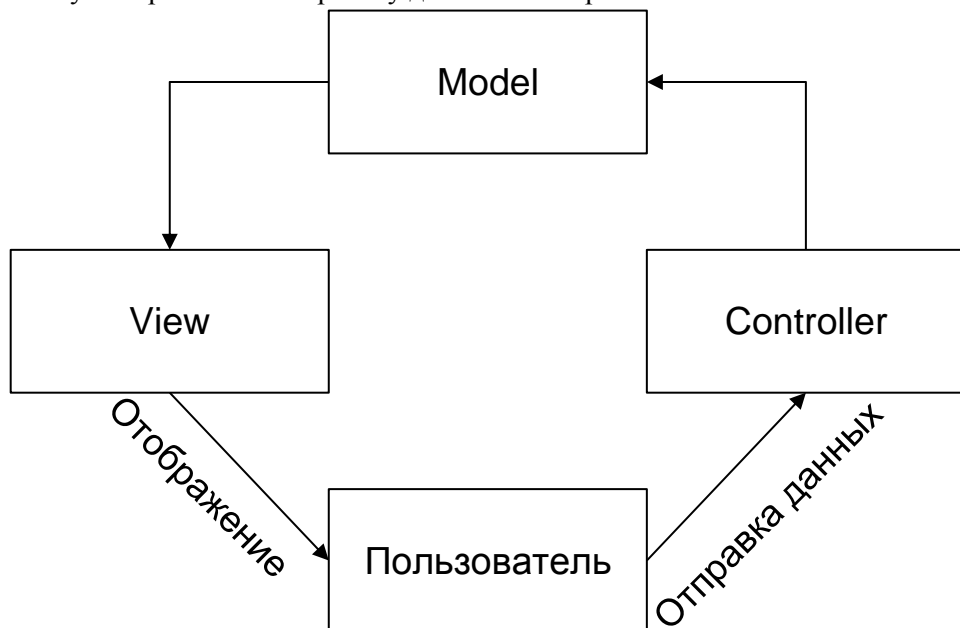 Model
View
Controller
Отображение
Пользователь
Отправка данных